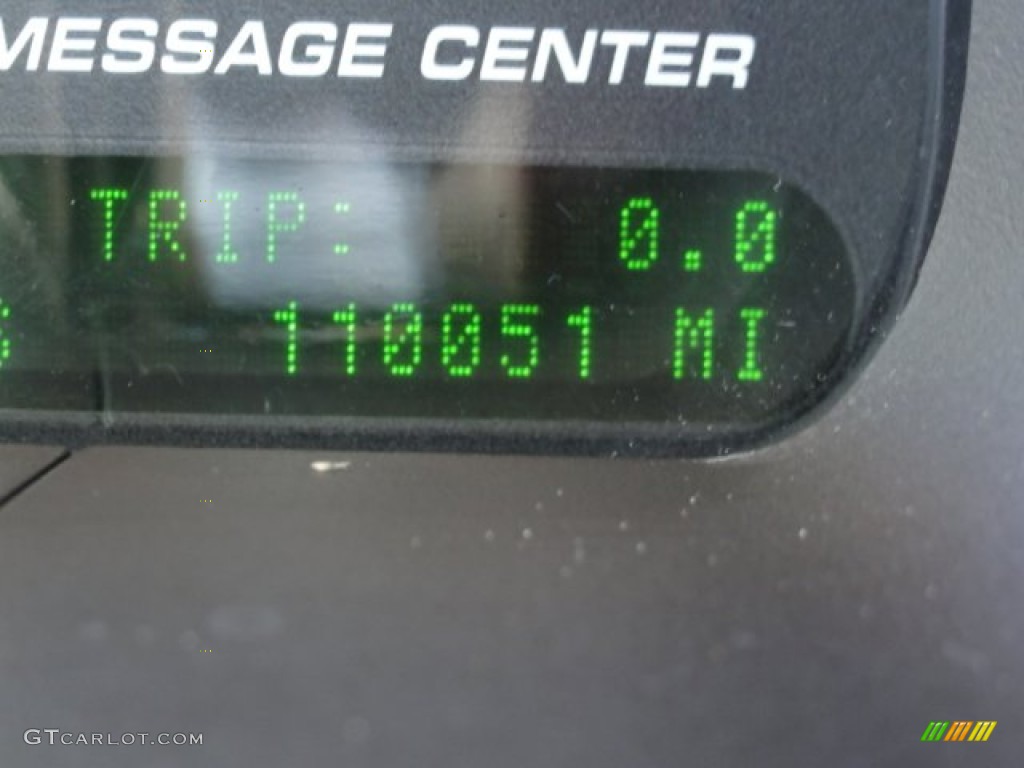 MESSAGE CENTER
TRIP: 0.0
110051 MI
GTCARLOT.COM